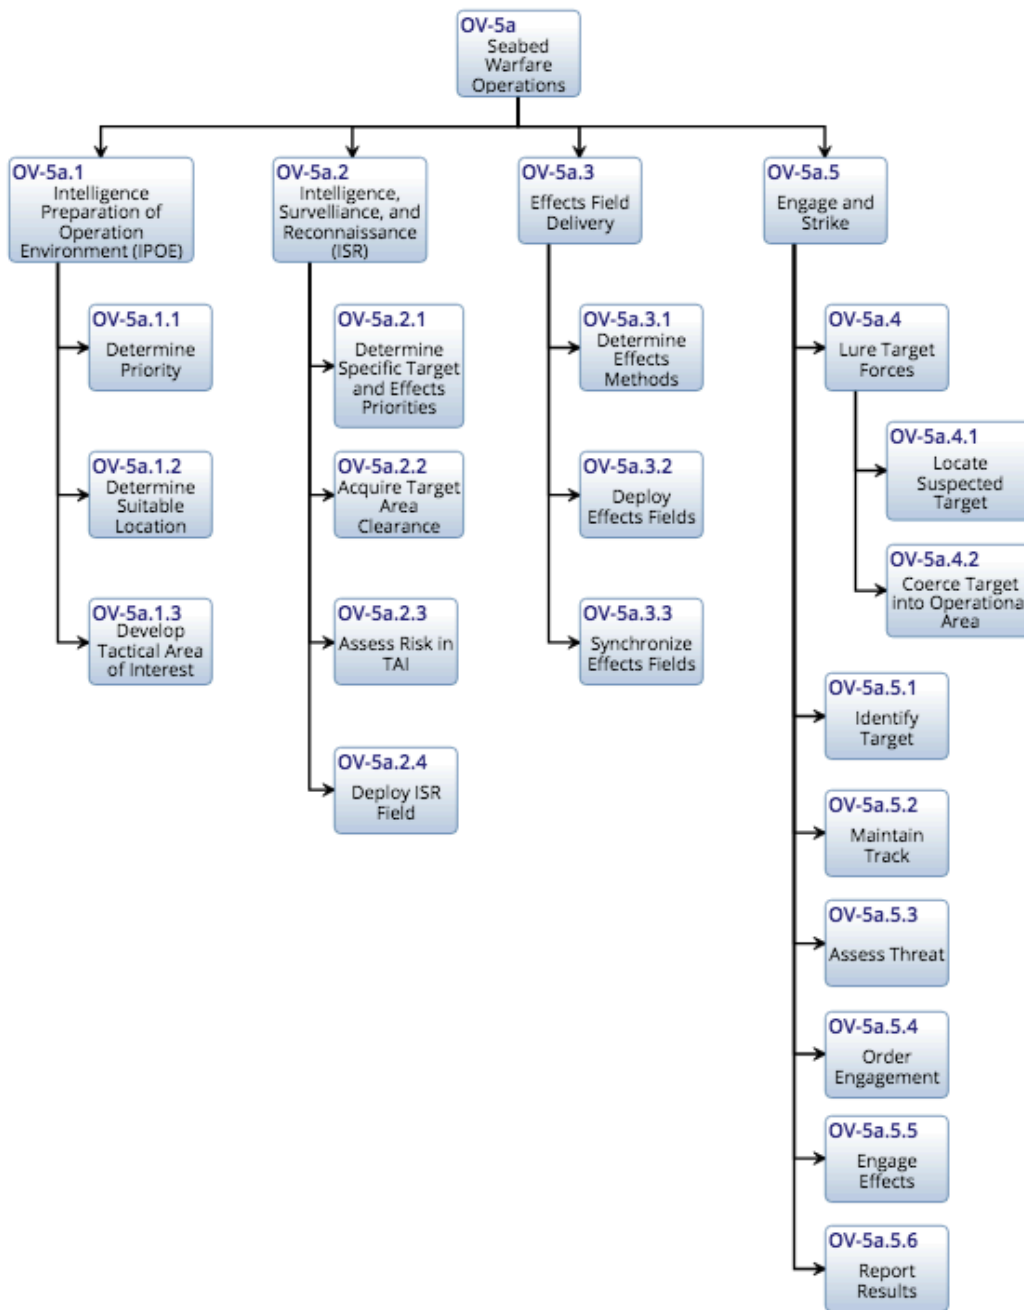 OV-5a
Seabed
Warfare
Operations
OV-5a.1
Intelligence
Preparation of
Operation
Environment (IPOE)
OV-5a.2
Intelligence,
Survelliance, and
Reconnaissance
(ISR)
OV-5a.3
Effects Field
Delivery
OV-5a.5
Engage and
Strike
OV-5a.1.1
Determine
Priority
OV-5a.1.2
Determine
Suitable
Location
OV-5a.1.3
Develop
Tactical Area
of Interest
OV-5a.2.1
Determine
Specific Target
and Effects
Priorities
OV-5a.2.2
Acquire Target
Area
Clearance
OV-5a.2.3
Assess Risk in
TAI
OV-5a.2.4
Deploy ISR
Field
OV-5a.3.1
Determine
Effects
Methods
OV-5a.3.2
Deploy
Effects Fields
OV-5a.3.3
Synchronize
Effects Fields
OV-5a.4
Lure Target
Forces
OV-5a.4.1
Locate
Suspected
Target
OV-5a.4.2
Coerce Target
into Operationa
Area
OV-5a.5.1
Identify
Target
OV-5a.5.2
Maintain
Track
OV-5a.5.3
Assess Threat
OV-5a.5.4
Order
Engagement
OV-5a.5.5
Engage
Effects
OV-5a.5.6
Report
Results